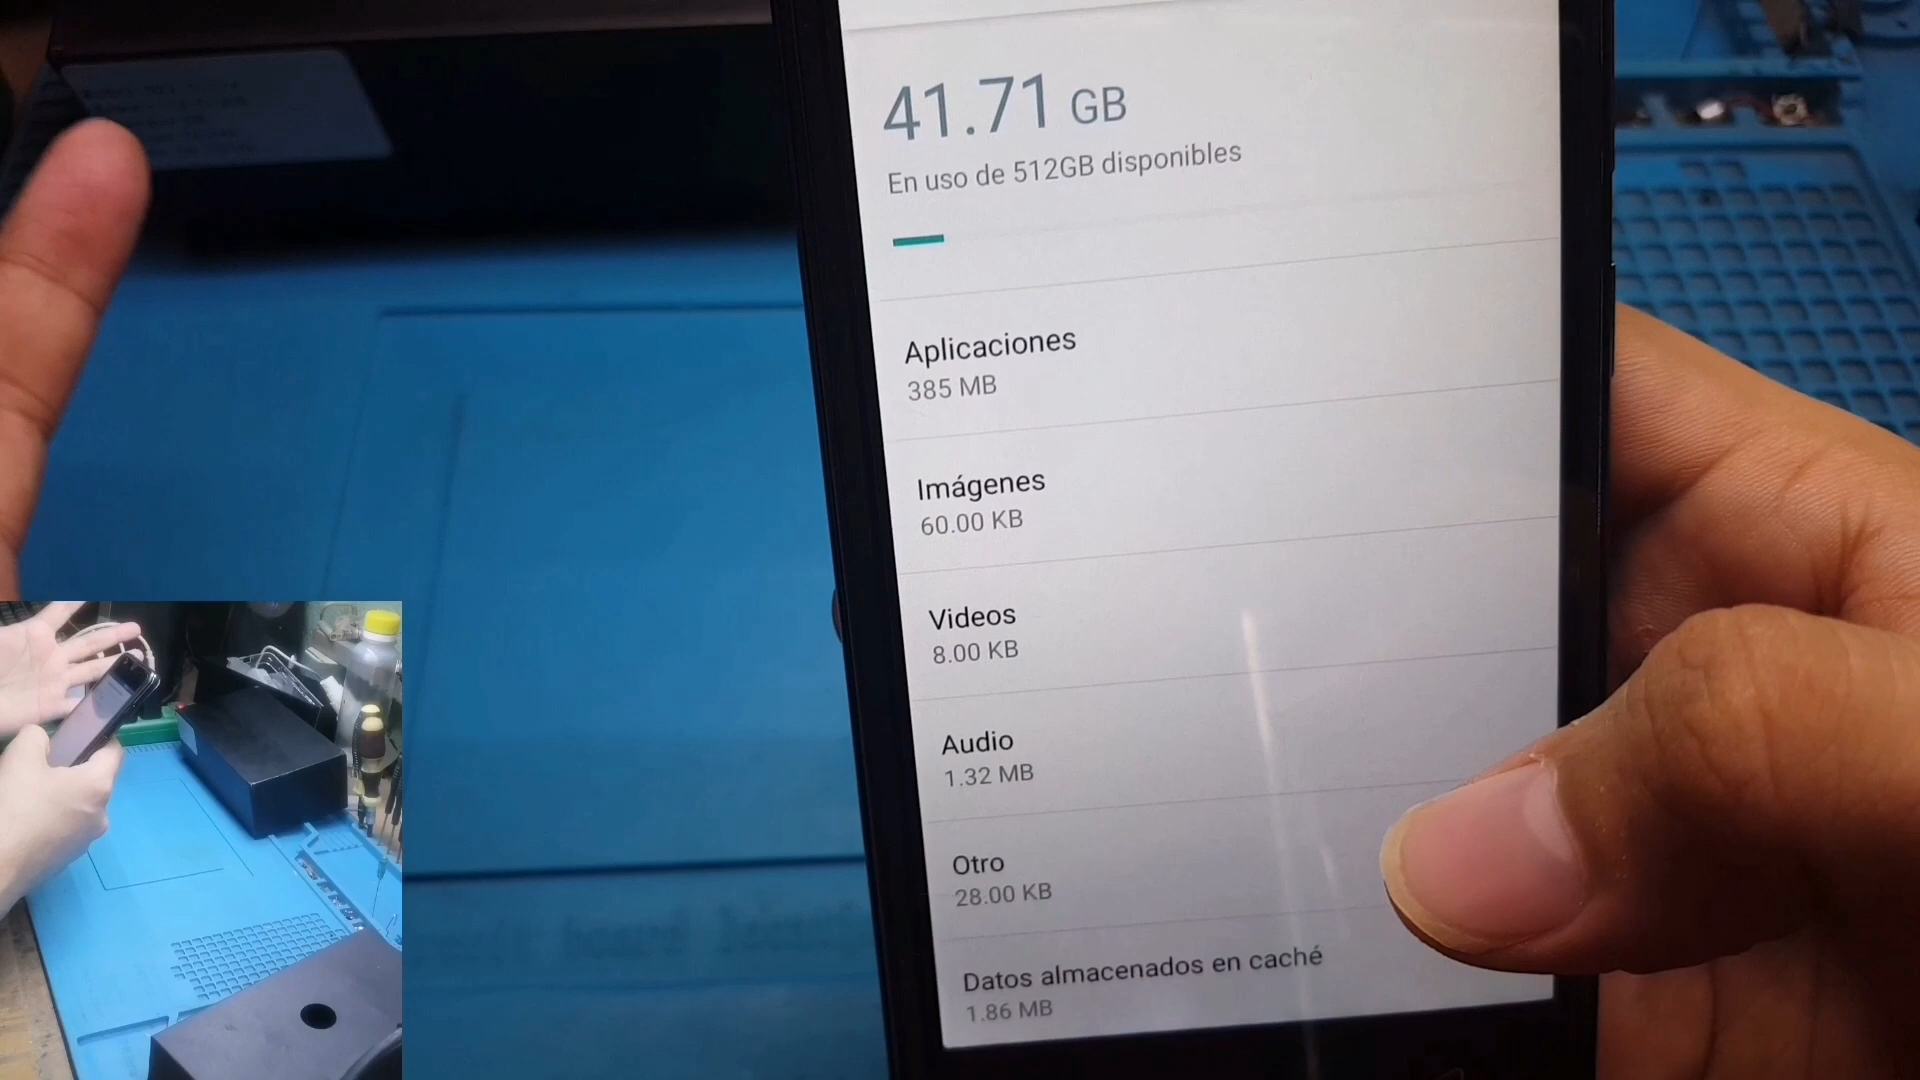 41.71 GB
En uso de 512GB disponibles
Aplicaciones
385 MB
Imágenes
60.00 KB
Videos
8.00 KB
Audio
1.32 MB
Otro
28.00 KB
Datos almacenados en caché
1.86 MB